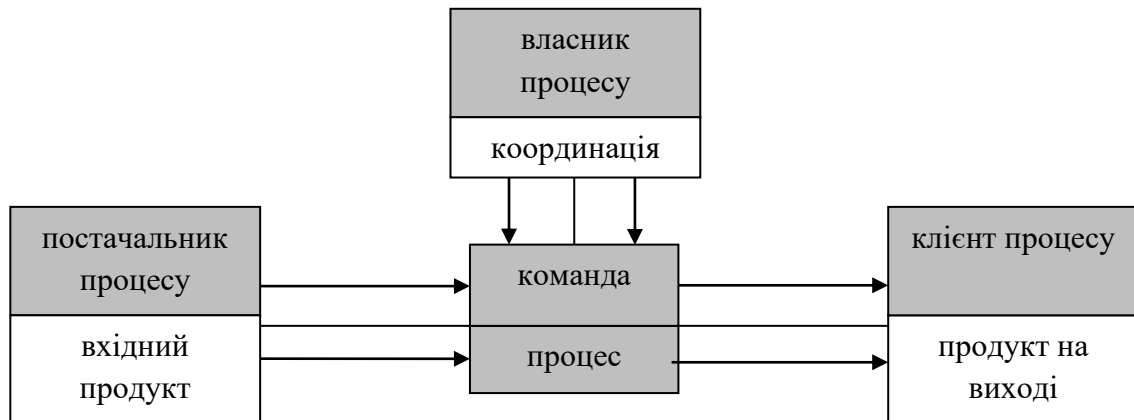 власник
процесу
координація
постачальник
процесу
вхідний
продукт
команда
процес
клієнт процесу
продукт на
виході